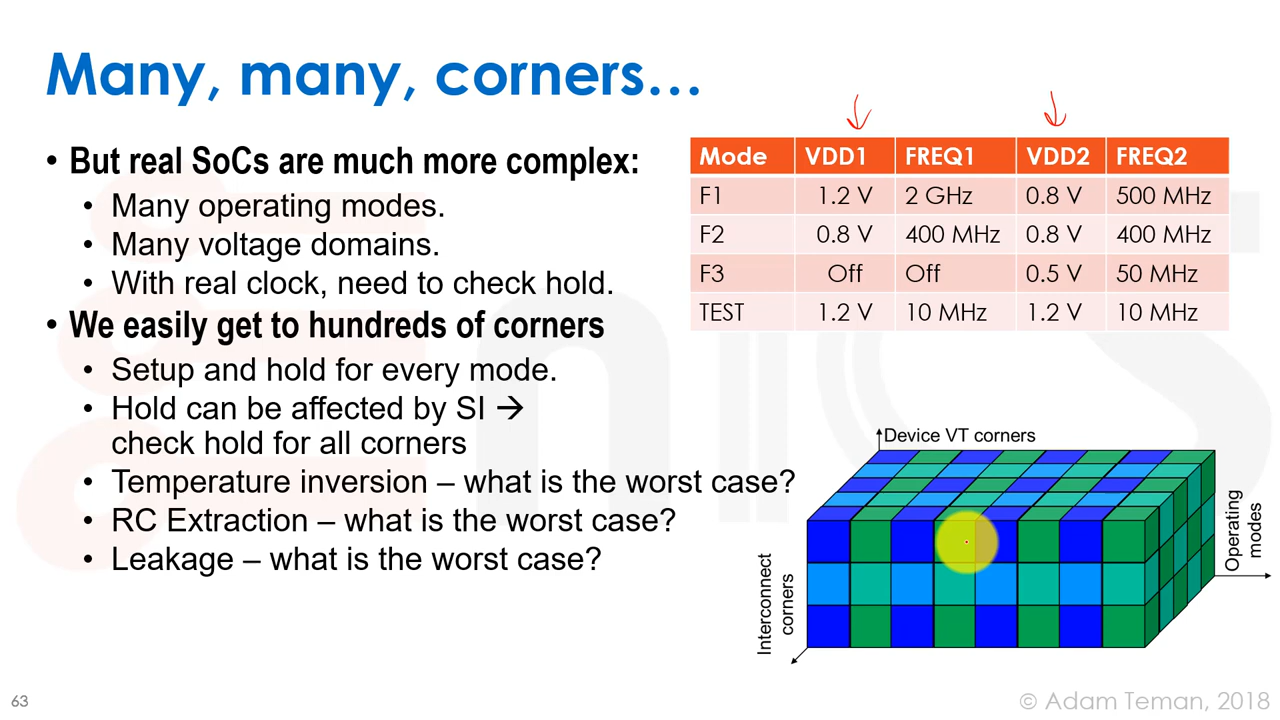 Many, many, corners…
• But real SoCs are much more complex:
• Many operating modes.
• Many voltage domains.
• With real clock, need to check hold.
• We easily get to hundreds of corners
• Setup and hold for every mode.
• Hold can be affected by SI →
check hold for all corners
• Temperature inversion – what is the worst case?
• RC Extraction – what is the worst case?
• Leakage – what is the worst case?
Mode VDD1 FREQ1 VDD2 FREQ2
F1 1.2 V 2 GHz 0.8 V 500 MHz
F2 0.8 V 400 MHz 0.8 V 400 MHz
F3 Off Off 0.5 V 50 MHz
TEST 1.2 V 10 MHz 1.2 V 10 MHz
Device VT corners
Interconnect
corners
Operating
modes
63
© Adam Teman, 2018